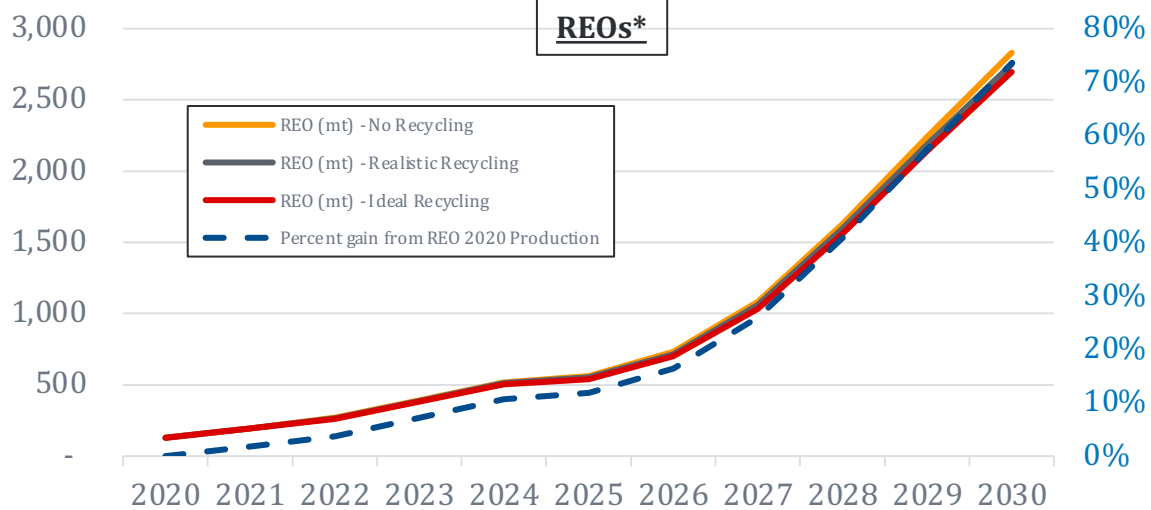 REOs*
3,000
2,500
2,000
1,500
1,000
500
-
80%
70%
60%
50%
40%
30%
20%
10%
0%
REO (mt) - No Recycling
REO (mt) - Realistic Recycling
REO (mt) - Ideal Recycling
Percent gain from REO 2020 Production
2020 2021 2022 2023 2024 2025 2026 2027 2028 2029 2030